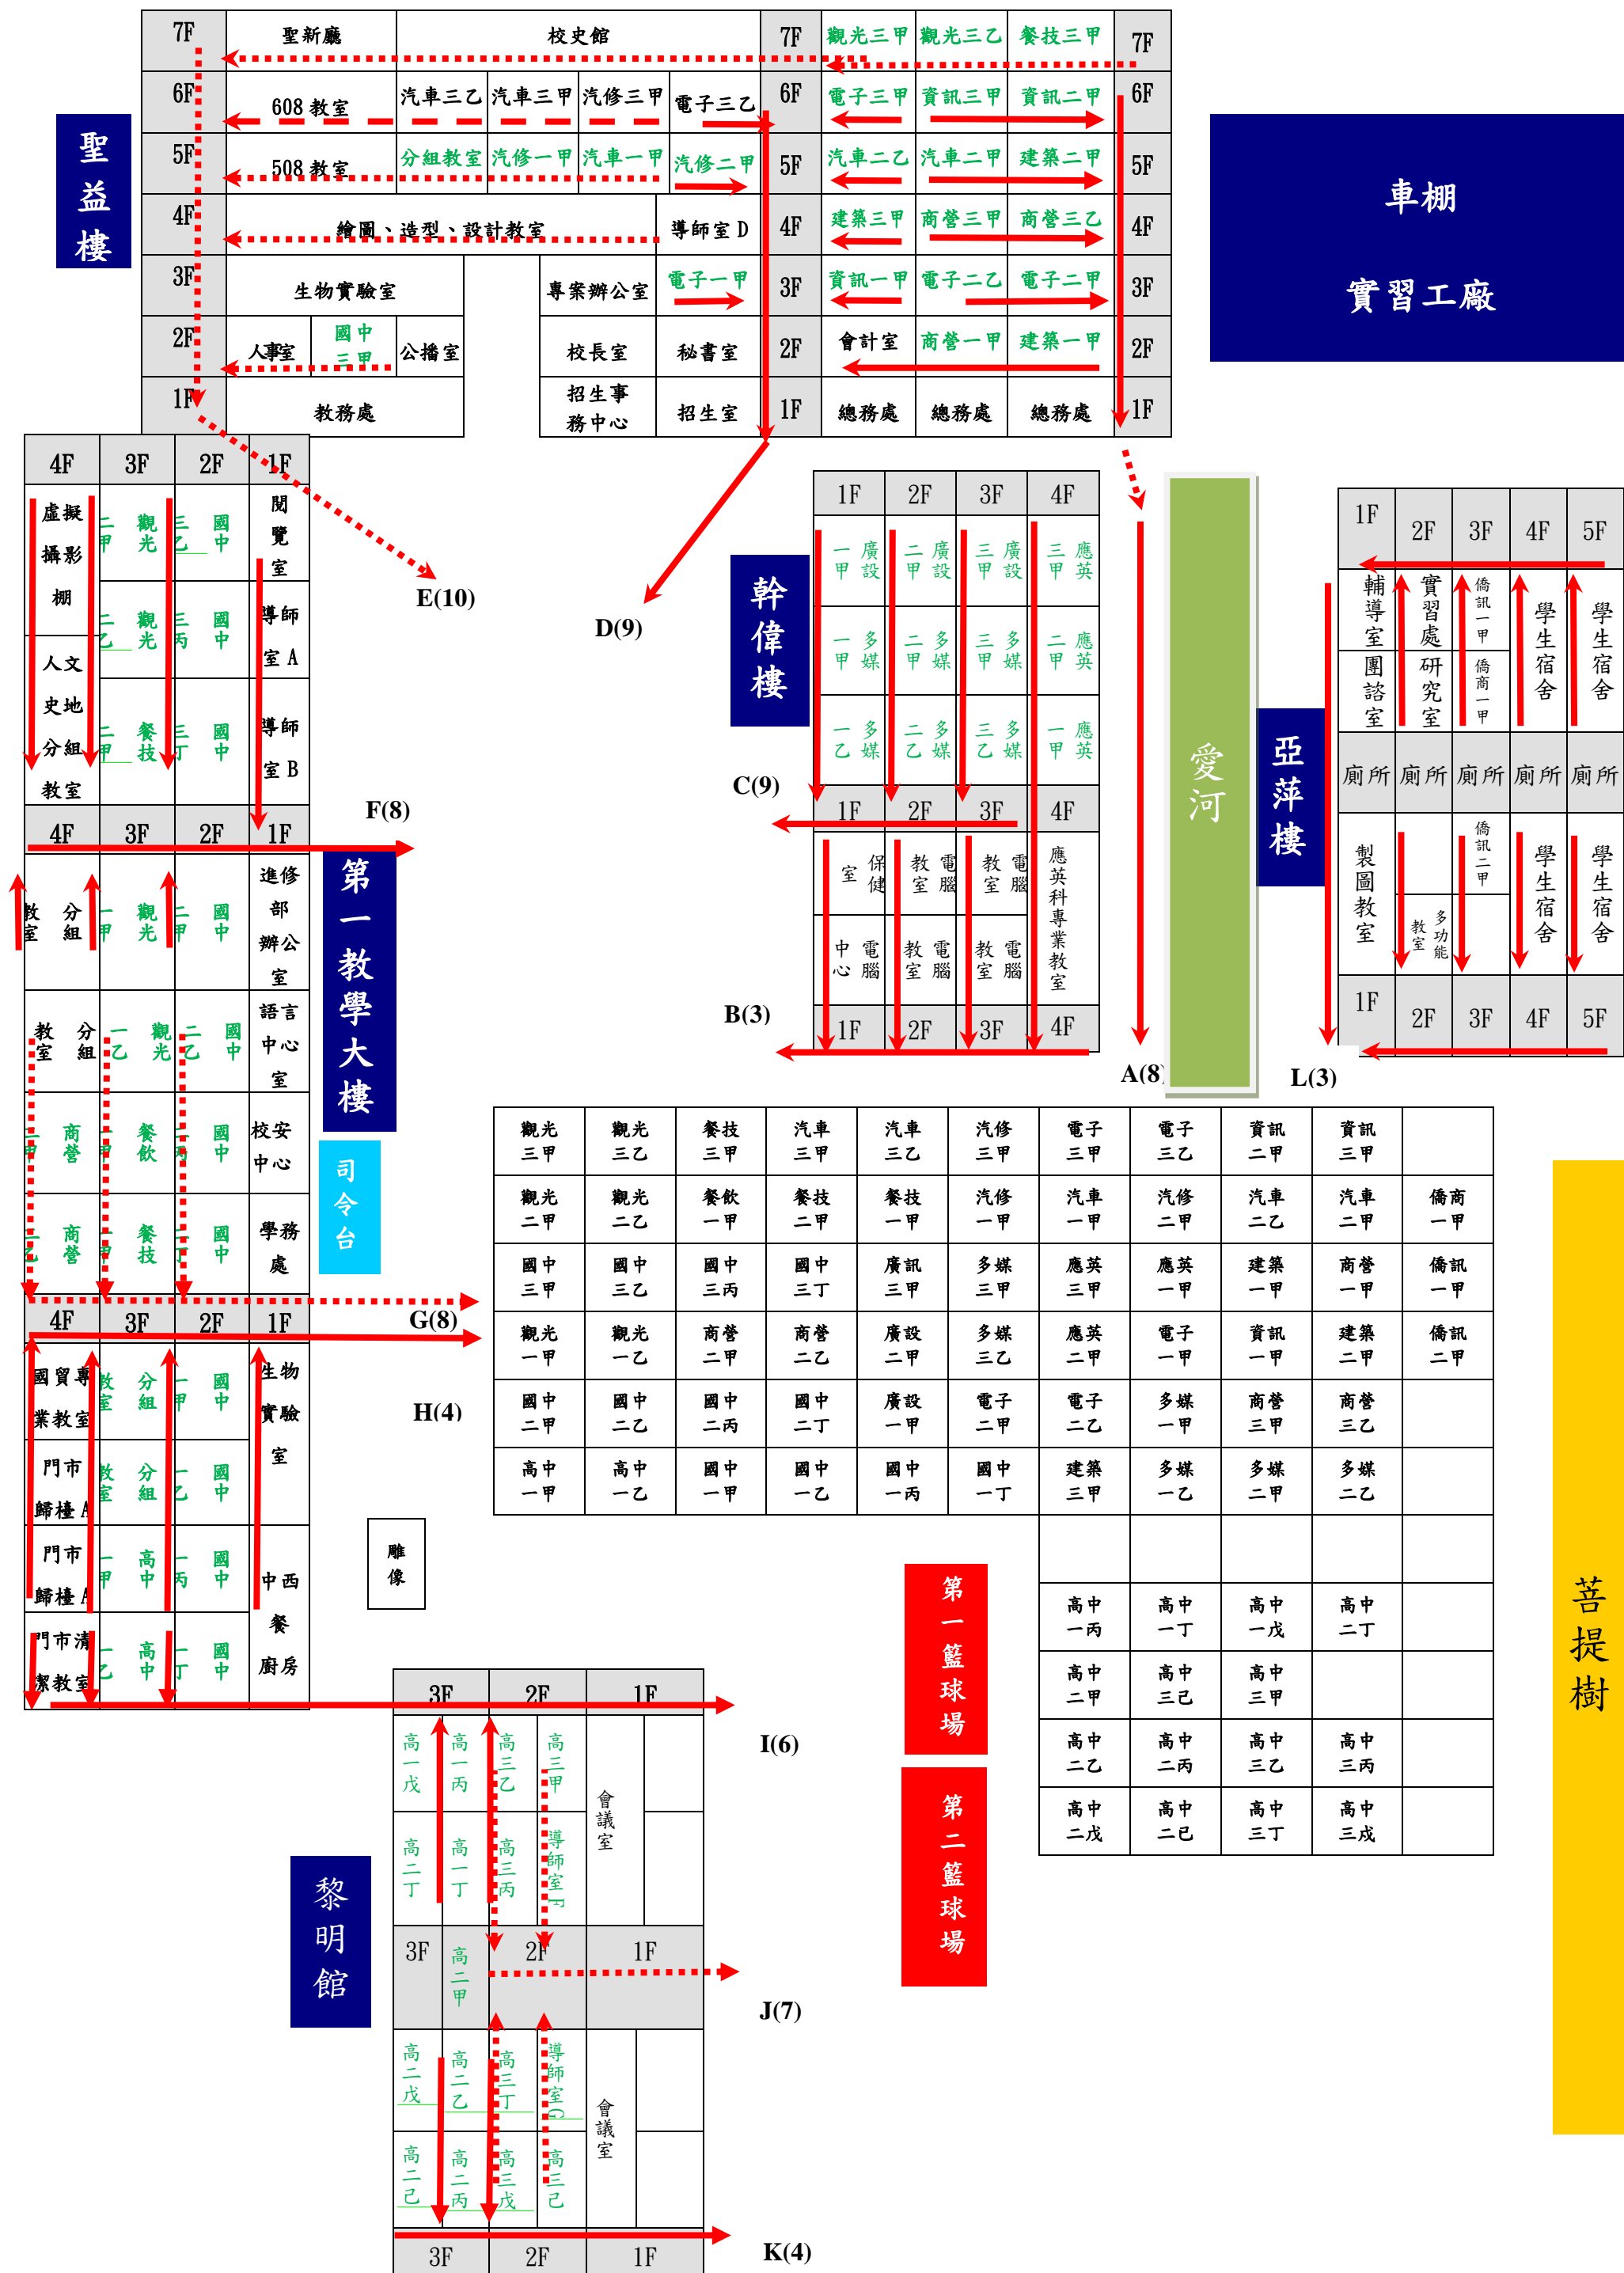 7F 聖新廳 校史館 7F 觀光三甲 觀光三乙 餐技三甲 7F
6F 608教室 汽車三乙 汽車三甲 汽修三甲 電子三乙 6F 電子三甲 資訊三甲 資訊二甲 6F
5F 508教室 分組教室 汽修一甲 汽車一甲 汽修二甲 5F 汽車二乙 汽車二甲 建築二甲 5F
4F 繪圖、造型、設計教室 導師室D 4F 建築三甲 商營三甲 商營三乙 4F
3F 生物實驗室 專案辦公室 電子一甲 3F 資訊一甲 電子二乙 電子二甲 3F
2F 人事室 國中三甲 公播室 校長室 秘書室 2F 會計室 商營一甲 建築一甲 2F
1F 教務處 招生事務中心 招生室 1F 總務處 總務處 總務處 1F
聖益樓
車棚
實習工廠
4F 3F 2F 1F
虛擬攝影棚 觀光二甲 國中三乙 閱覽室
觀光二乙 國中三丙 導師室A
人文史地分組教室 餐技二甲 國中三丁 導師室B
4F 3F 2F 1F
分組教室 觀光一甲 國中二甲 進修部辦公室
分組教室 觀光一乙 國中二乙 語言中心室
商營二甲 餐飲一甲 國中二丙 校安中心
商營二乙 餐技一甲 國中二丁 學務處
4F 3F 2F 1F
國貿專業教室 分組教室 國中一甲 生物實驗室
門市歸檯A 分組教室 國中一乙
門市歸檯A 高中一甲 國中一丙 中西餐廚房
門市清潔教室 高中一乙 國中一丁
第一教學大樓
司令台
E(10)
D(9)
F(8)
C(9)
B(3)
A(8)
L(3)
G(8)
H(4)
I(6)
J(7)
K(4)
幹偉樓
1F 2F 3F 4F
廣設一甲 廣設二甲 廣設三甲 應英三甲
多媒一甲 多媒二甲 多媒三甲 應英二甲
多媒一乙 多媒二乙 多媒三乙 應英一甲
1F 2F 3F 4F
保健室 電腦教室 電腦教室 應英科專業教室
電腦中心 電腦教室 電腦教室
1F 2F 3F 4F
愛河
亞萍樓
1F 2F 3F 4F 5F
輔導室 實習處 僑訊一甲 學生宿舍 學生宿舍
團諮室 研究室 僑商一甲
廁所 廁所 廁所 廁所 廁所
製圖教室 僑訊二甲 學生宿舍 學生宿舍
多功能教室
1F 2F 3F 4F 5F
觀光三甲 觀光三乙 餐技三甲 汽車三甲 汽車三乙 汽修三甲 電子三甲 電子三乙 資訊二甲 資訊三甲
觀光二甲 觀光二乙 餐飲一甲 餐技二甲 餐技一甲 汽修一甲 汽車一甲 汽修二甲 汽車二乙 汽車二甲 僑商一甲
國中三甲 國中三乙 國中三丙 國中三丁 廣訊三甲 多媒三甲 應英三甲 應英一甲 建築一甲 商營一甲 僑訊一甲
觀光一甲 觀光一乙 商營二甲 商營二乙 廣設二甲 多媒三乙 應英二甲 電子一甲 資訊一甲 建築二甲 僑訊二甲
國中二甲 國中二乙 國中二丙 國中二丁 廣設一甲 電子二甲 電子二乙 多媒一甲 商營三甲 商營三乙
高中一甲 高中一乙 國中一甲 國中一乙 國中一丙 國中一丁 建築三甲 多媒一乙 多媒二甲 多媒二乙
高中一丙 高中一丁 高中一戊 高中二丁
高中二甲 高中三己 高中三甲
高中二乙 高中二丙 高中三乙 高中三丙
高中二戊 高中二己 高中三丁 高中三戊
雕像
第一籃球場
第二籃球場
菩提樹
黎明館
3F 2F 1F
高一戊 高一丙 高三乙 高三甲 會議室
高二丁 高一丁 高三丙 導師室F
3F 高二甲 2F 1F
高二戊 高二乙 高三丁 導師室G 會議室
高二己 高二丙 高三戊 高三己
3F 2F 1F